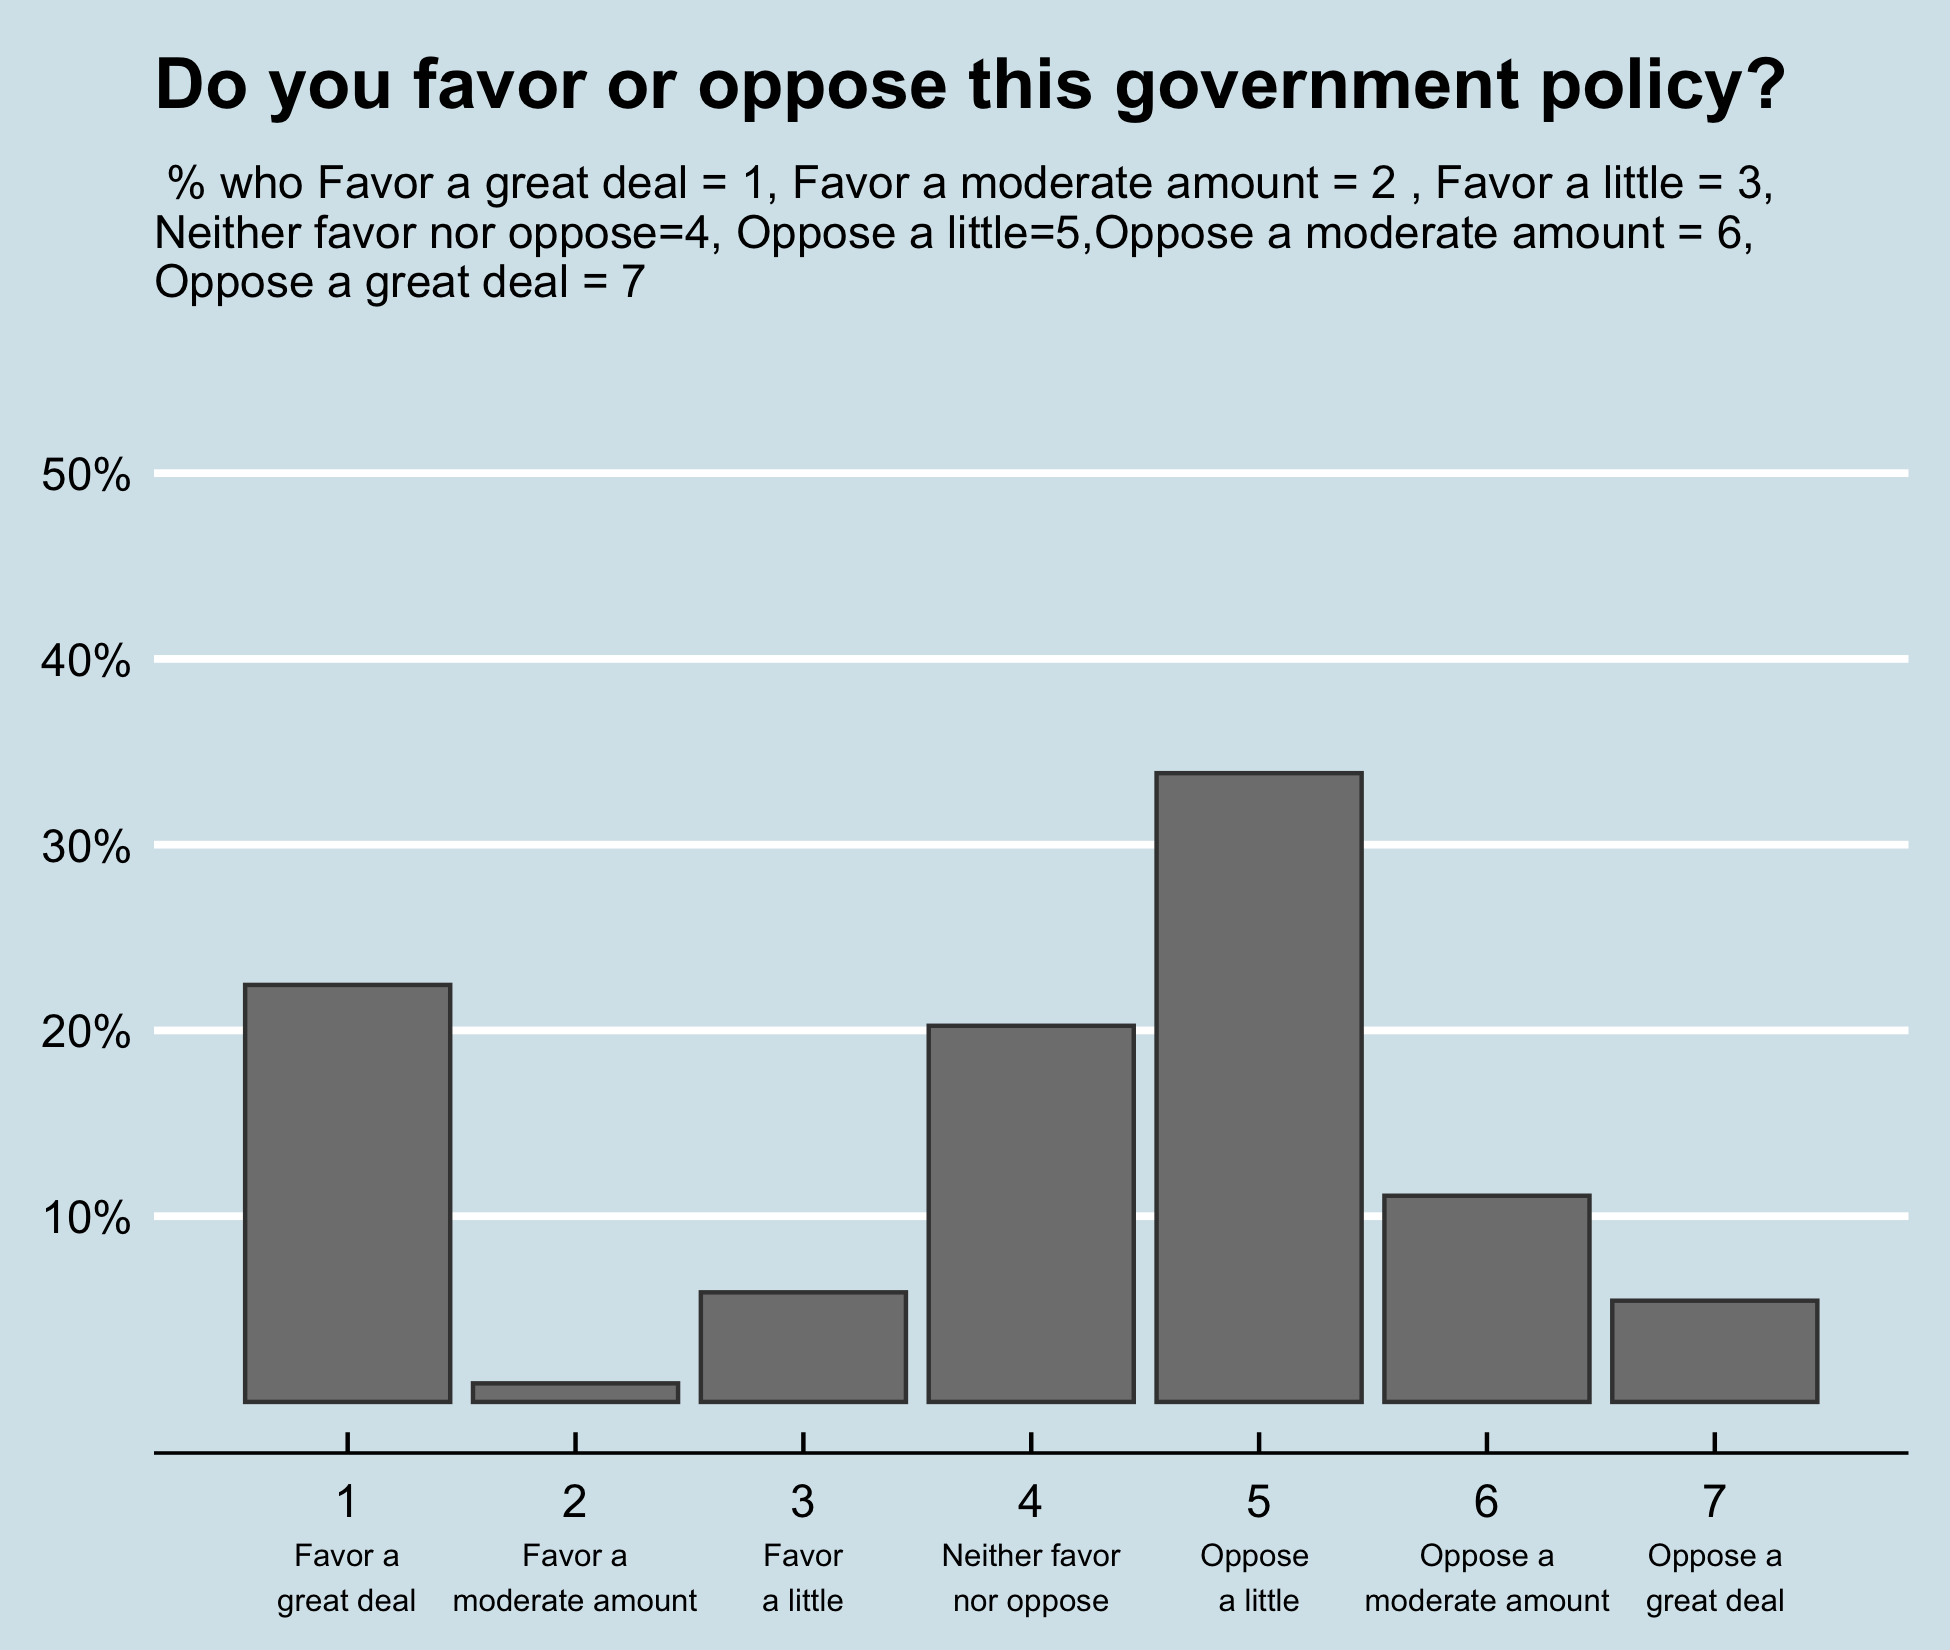 Do you favor or oppose this government policy?
% who Favor a great deal = 1, Favor a moderate amount = 2 , Favor a little = 3,
Neither favor nor oppose=4, Oppose a little=5,Oppose a moderate amount = 6,
Oppose a great deal = 7
50%
40%
30%
20%
10%
1 2 3 4 5 6 7
Favor a Favor a Favor Neither favor Oppose Oppose a Oppose a
great deal moderate amount a little nor oppose a little moderate amount great deal